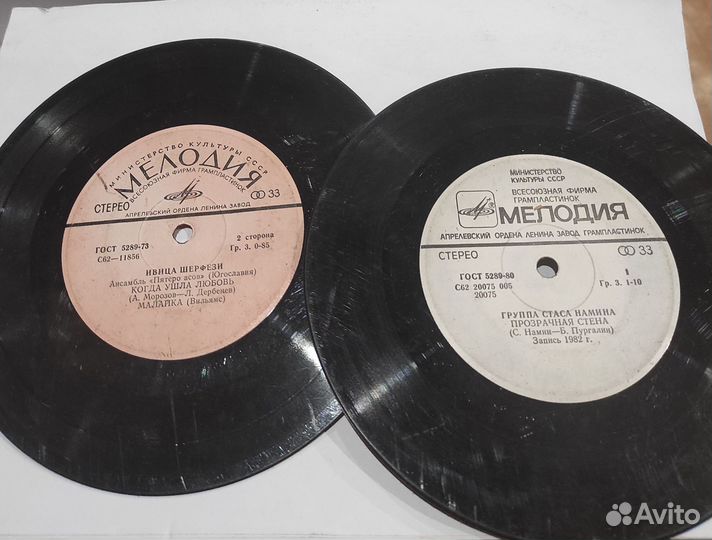 МИНИСТЕРСТВО КУЛЬТУРЫ СССР
МЕЛОДИЯ
ВСЕСОЮЗНАЯ ФИРМА ГРАМПЛАСТИНОК
СТЕРЕО 33
АПРЕЛЕВСКИЙ ОРДЕНА ЛЕНИНА ЗАВОД
ГОСТ 5289-73 2 сторона
С62—11856 Гр. 3. 0-85
ИВИЦА ШЕРФЕЗИ
Ансамбль «Пятеро асов» (Югославия)
КОГДА УШЛА ЛЮБОВЬ
(А. Морозов—Л. Дербенев)
МАЛАЙКА (Вильямс)
МИНИСТЕРСТВО
КУЛЬТУРЫ СССР
ВСЕСОЮЗНАЯ ФИРМА
ГРАМПЛАСТИНОК
МЕЛОДИЯ
АПРЕЛЕВСКИЙ ОРДЕНА ЛЕНИНА ЗАВОД ГРАМПЛАСТИНОК
СТЕРЕО 33
ГОСТ 5289-80 1
С62 20075 005 Гр. 3. 1-10
20075
ГРУППА СТАСА НАМИНА
ПРОЗРАЧНАЯ СТЕНА
(С. Намин—Б. Пургалин)
Запись 1982 г.
Avito